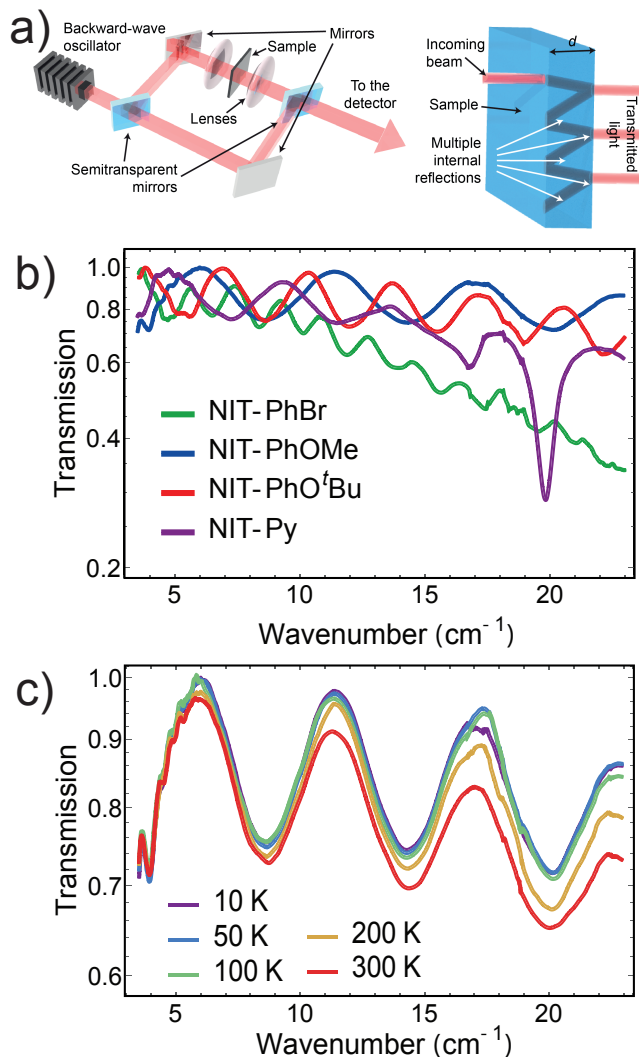 a)
Backward-wave
oscillator
Sample
Mirrors
To the
detector
Lenses
Semitransparent
mirrors
d
Incoming
beam
Sample
Multiple
internal
reflections
Transmitted
light
b)
Transmission
1.0
0.8
0.6
0.4
0.2
NIT-PhBr
NIT-PhOMe
NIT-PhOᵗBu
NIT-Py
5 10 15 20
Wavenumber (cm⁻¹)
c)
Transmission
1.0
0.9
0.8
0.7
0.6
10 K
50 K
100 K
200 K
300 K
5 10 15 20
Wavenumber (cm⁻¹)